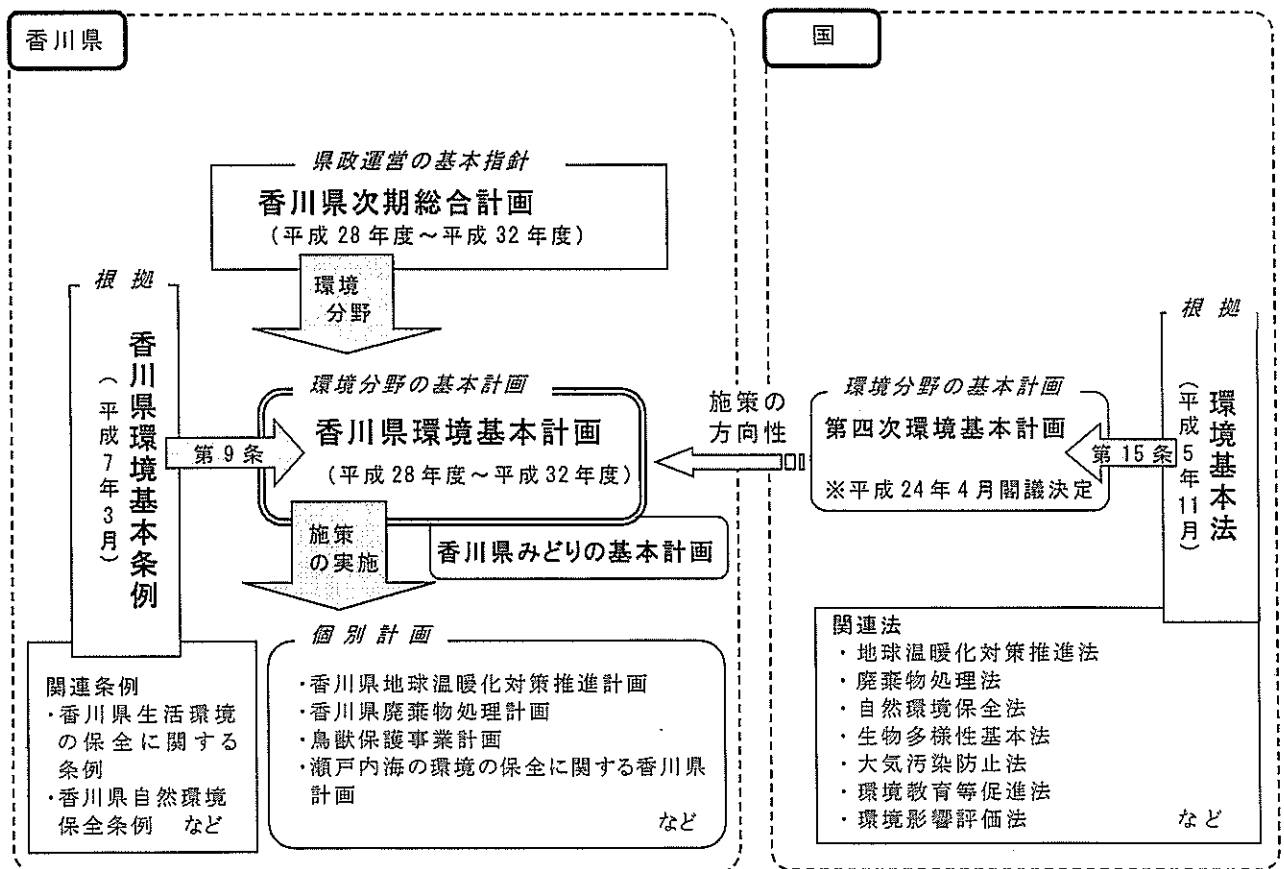 香川県
県政運営の基本指針
香川県次期総合計画
(平成28年度～平成32年度)
環境
分野
根拠
香川県環境基本条例
(平成7年3月)
第9条
環境分野の基本計画
香川県環境基本計画
(平成28年度～平成32年度)
香川県みどりの基本計画
施策
の実施
関連条例
・香川県生活環境
の保全に関する
条例
・香川県自然環境
保全条例 など
個別計画
・香川県地球温暖化対策推進計画
・香川県廃棄物処理計画
・鳥獣保護事業計画
・瀬戸内海の環境の保全に関する香川県
計画
など
施策の
方向性
国
環境分野の基本計画
第四次環境基本計画
※平成24年4月閣議決定
第15条
根拠
環境基本法
(平成5年11月)
関連法
・地球温暖化対策推進法
・廃棄物処理法
・自然環境保全法
・生物多様性基本法
・大気汚染防止法
・環境教育等促進法
・環境影響評価法 など